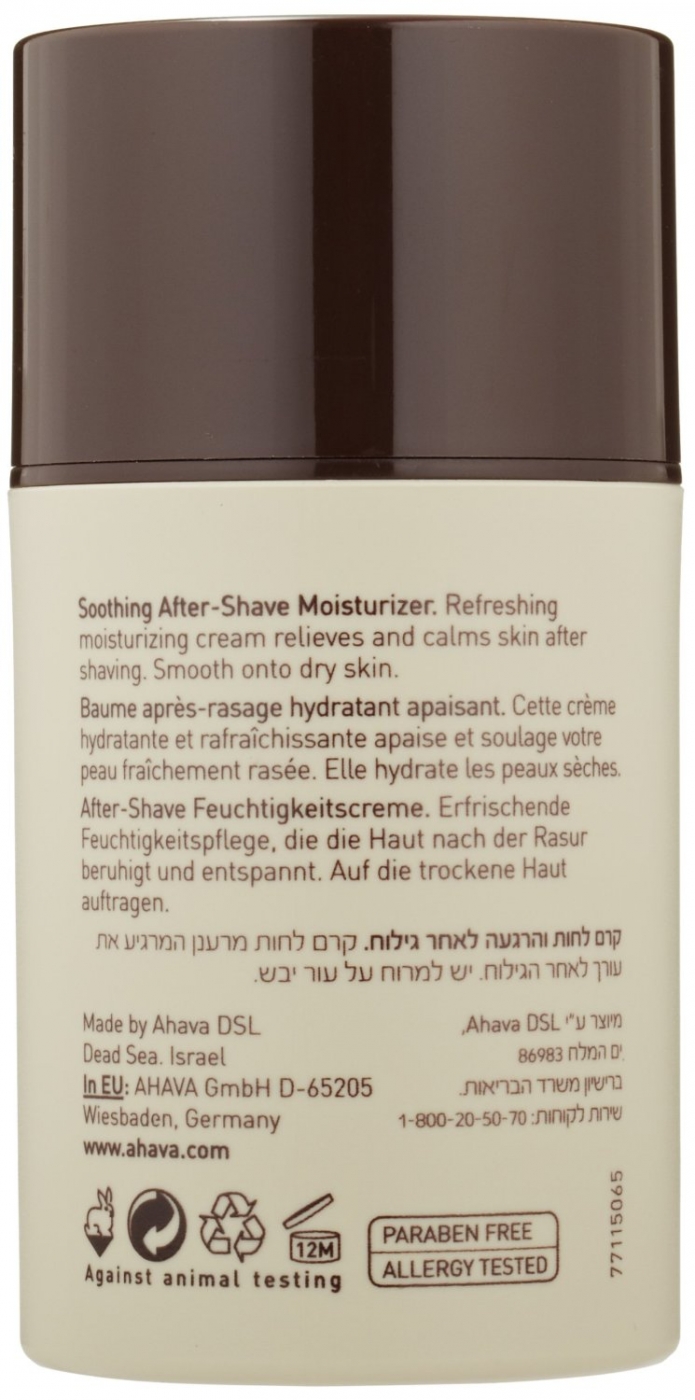 Soothing After-Shave Moisturizer. Refreshing
moisturizing cream relieves and calms skin after
shaving. Smooth onto dry skin.
Baume après-rasage hydratant apaisant. Cette crème
hydratante et rafraîchissante apaise et soulage votre
peau fraîchement rasée. Elle hydrate les peaux sèches.
After-Shave Feuchtigkeitscreme. Erfrischende
Feuchtigkeitspflege, die die Haut nach der Rasur
beruhigt und entspannt. Auf die trockene Haut
auftragen.
קרם לחות והרגעה לאחר גילוח. קרם לחות מרענן המרגיע את
עורך לאחר הגילוח. יש למרוח על עור יבש.
Made by Ahava DSL
Dead Sea. Israel
In EU: AHAVA GmbH D-65205
Wiesbaden, Germany
www.ahava.com
מיוצר ע"י Ahava DSL,
ים המלח 86983
ברישיון משרד הבריאות.
שירות לקוחות: 1-800-20-50-70
12M
Against animal testing
PARABEN FREE
ALLERGY TESTED
77115065